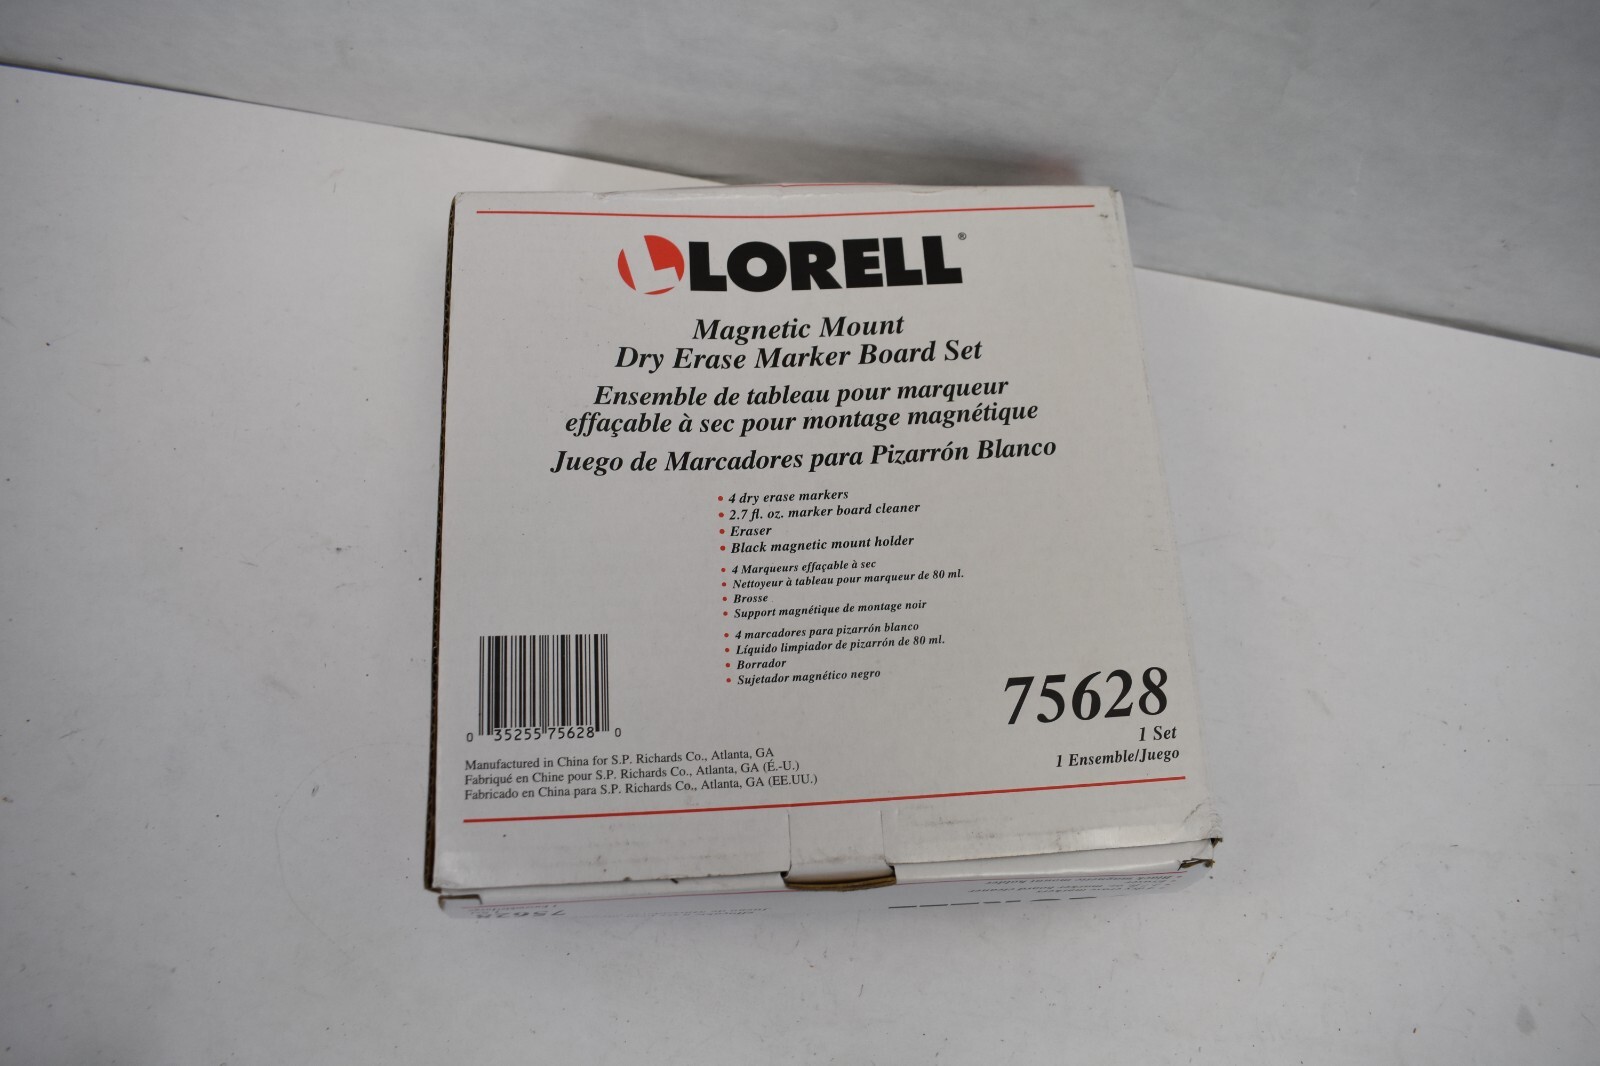 LORELL®
Magnetic Mount
Dry Erase Marker Board Set
Ensemble de tableau pour marqueur
effaçable à sec pour montage magnétique
Juego de Marcadores para Pizarrón Blanco
• 4 dry erase markers
• 2.7 fl. oz. marker board cleaner
• Eraser
• Black magnetic mount holder
• 4 Marqueurs effaçable à sec
• Nettoyeur à tableau pour marqueur de 80 ml.
• Brosse
• Support magnétique de montage noir
• 4 marcadores para pizarrón blanco
• Líquido limpiador de pizarrón de 80 ml.
• Borrador
• Sujetador magnético negro
0 35255 75628 0
75628
1 Set
1 Ensemble/Juego
Manufactured in China for S.P. Richards Co., Atlanta, GA
Fabriqué en Chine pour S.P. Richards Co., Atlanta, GA (É.-U.)
Fabricado en China para S.P. Richards Co., Atlanta, GA (EE.UU.)
75628